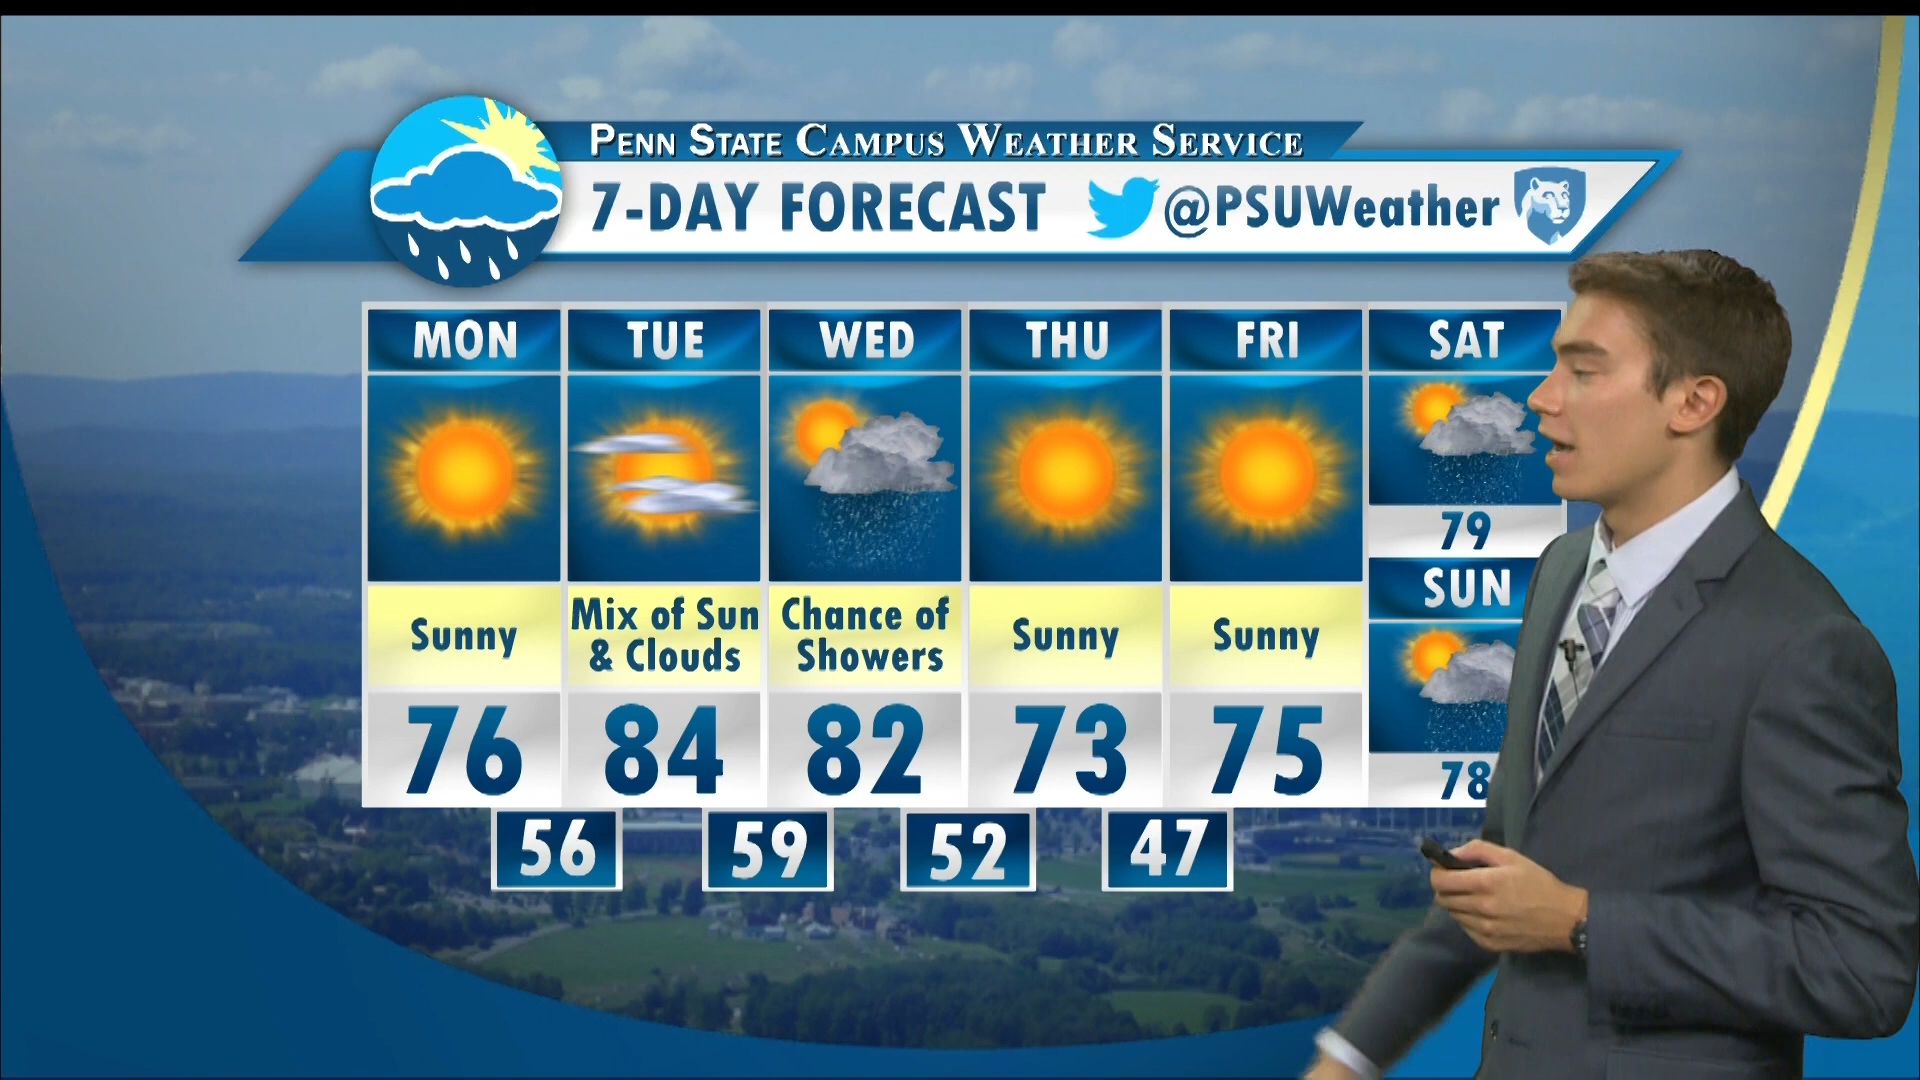 PENN STATE CAMPUS WEATHER SERVICE
7-DAY FORECAST @PSUWeather
MON TUE WED THU FRI SAT
79
SUN
Sunny Mix of Sun & Clouds Chance of Showers Sunny Sunny
76 84 82 73 75 78
56 59 52 47